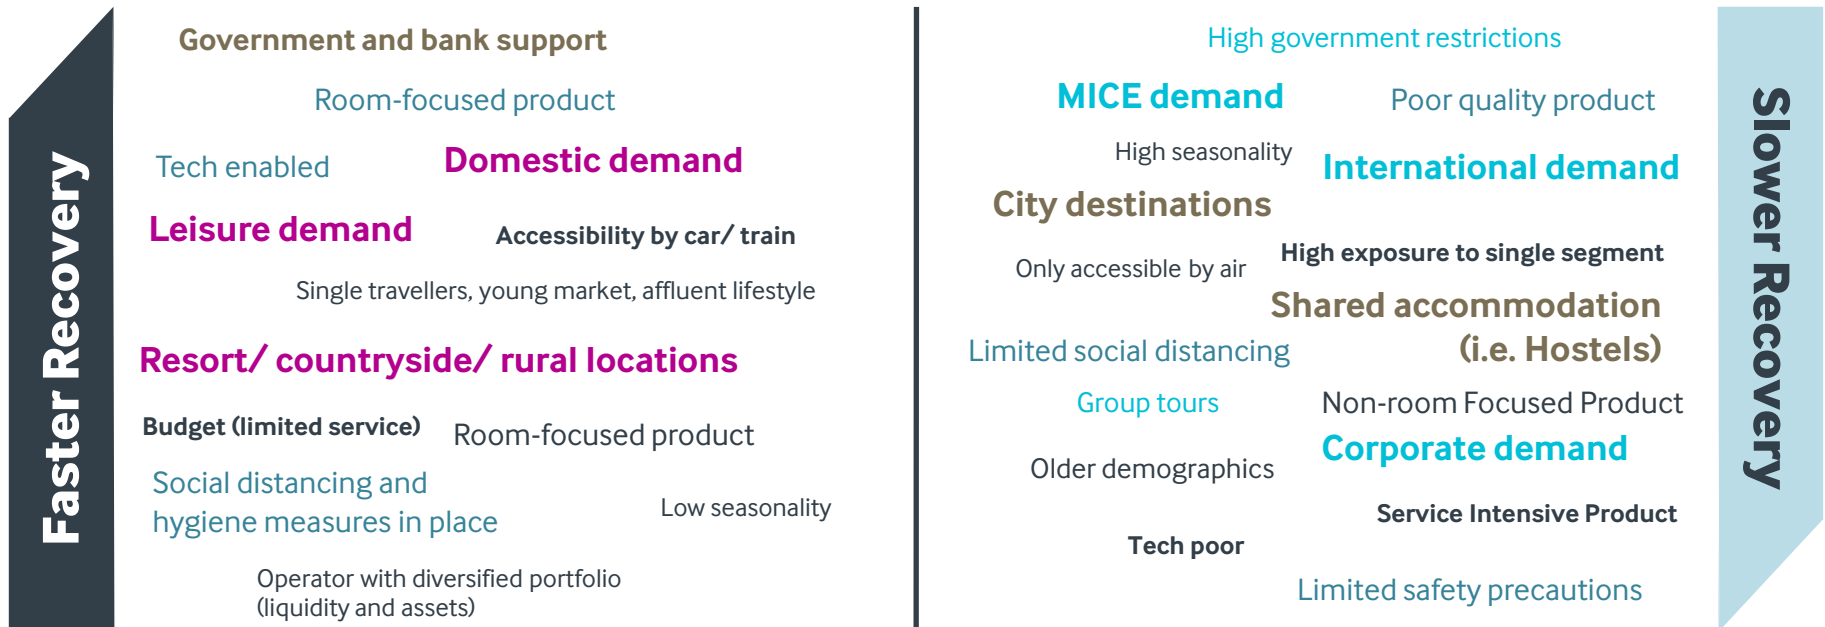 Faster Recovery
Government and bank support
Room-focused product
Tech enabled
Domestic demand
Leisure demand
Accessibility by car/ train
Single travellers, young market, affluent lifestyle
Resort/ countryside/ rural locations
Budget (limited service)
Room-focused product
Social distancing and
hygiene measures in place
Low seasonality
Operator with diversified portfolio
(liquidity and assets)
High government restrictions
MICE demand
Poor quality product
High seasonality
International demand
City destinations
High exposure to single segment
Only accessible by air
Shared accommodation
(i.e. Hostels)
Limited social distancing
Group tours
Non-room Focused Product
Corporate demand
Older demographics
Service Intensive Product
Tech poor
Limited safety precautions
Slower Recovery